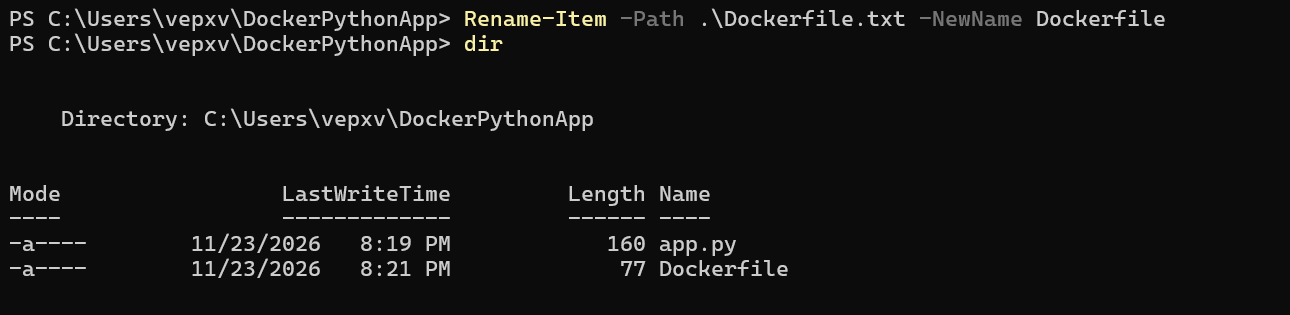 PS C:\Users\vepxv\DockerPythonApp> Rename-Item -Path .\Dockerfile.txt -NewName Dockerfile
PS C:\Users\vepxv\DockerPythonApp> dir
Directory: C:\Users\vepxv\DockerPythonApp
Mode                 LastWriteTime         Length Name
----                 -------------         ------ ----
-a----        11/23/2026   8:19 PM            160 app.py
-a----        11/23/2026   8:21 PM             77 Dockerfile